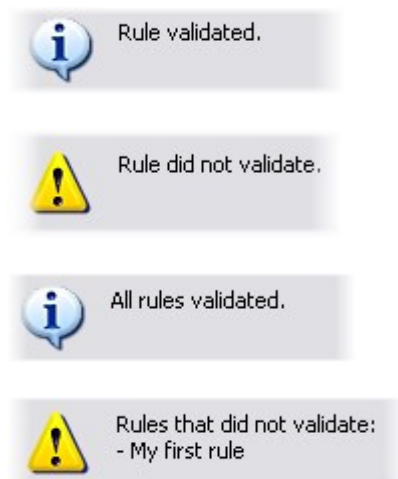 Rule validated.
Rule did not validate.
All rules validated.
Rules that did not validate:
- My first rule